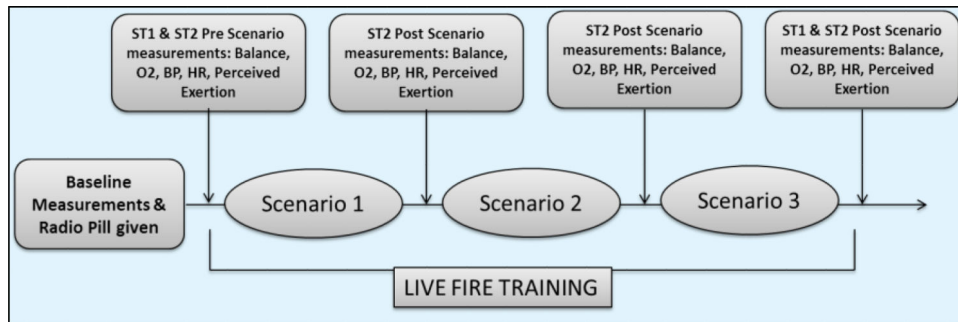 ST1 & ST2 Pre Scenario
measurements: Balance,
O2, BP, HR, Perceived
Exertion
ST2 Post Scenario
measurements: Balance,
O2, BP, HR, Perceived
Exertion
ST2 Post Scenario
measurements: Balance,
O2, BP, HR, Perceived
Exertion
ST1 & ST2 Post Scenario
measurements: Balance,
O2, BP, HR, Perceived
Exertion
Baseline
Measurements &
Radio Pill given
Scenario 1
Scenario 2
Scenario 3
LIVE FIRE TRAINING